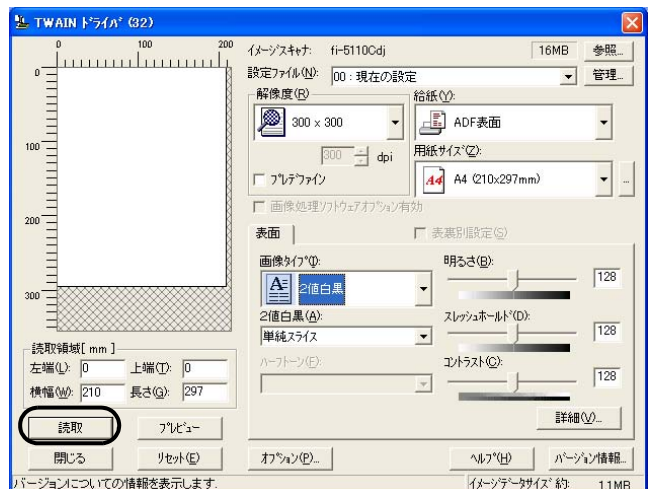 TWAIN ドライバ (32)
0 100 200
イメージスキャナ: fi-5110Cdj 16MB 参照...
設定ファイル(N): 00 : 現在の設定 管理...
解像度(R) 給紙(Y):
300 × 300 ADF表面
300 dpi 用紙サイズ(Z):
プレデファイン A4 A4 (210x297mm) ...
画像処理ソフトウェアオプション有効
表面 表裏別設定(S)
画像タイプ(I): 明るさ(B):
2値白黒 128
2値白黒(A): スレッショホールド(D):
単純スライス 128
ハーフトーン(F): コントラスト(C):
128
詳細(V)...
0
100
200
300
読取領域[ mm ]
左端(L): 0 上端(T): 0
横幅(W): 210 長さ(G): 297
読取 プレビュー
閉じる リセット(E) オプション(P)... ヘルプ(H) バージョン情報...
バージョンについての情報を表示します. イメージデータサイズ 約: 1.1MB